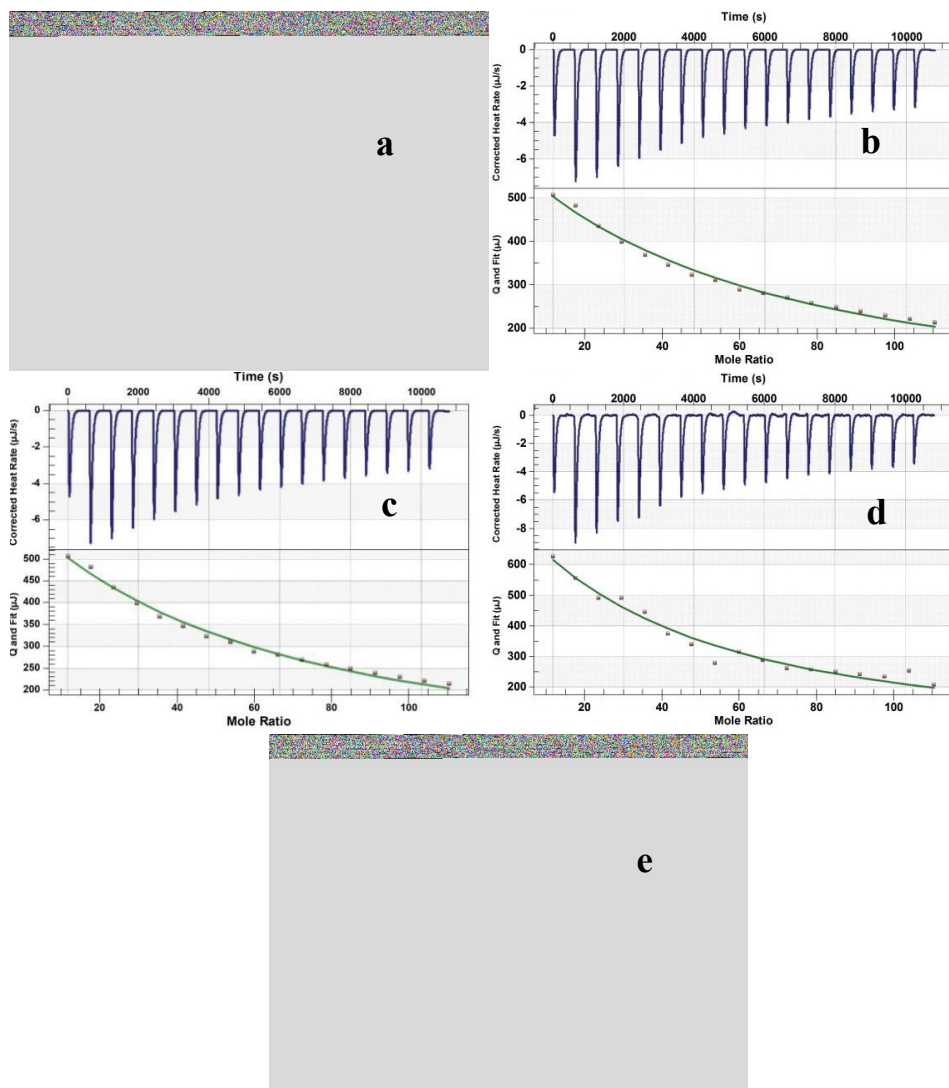 a
Time (s)
0 2000 4000 6000 8000 10000
Corrected Heat Rate (µJ/s)
0
-2
-4
-6
b
Q and Fit (µJ)
500
400
300
200
20 40 60 80 100
Mole Ratio
Time (s)
0 2000 4000 6000 8000 10000
Corrected Heat Rate (µJ/s)
0
-2
-4
-6
c
Q and Fit (µJ)
500
450
400
350
300
250
200
20 40 60 80 100
Mole Ratio
Time (s)
0 2000 4000 6000 8000 10000
Corrected Heat Rate (µJ/s)
0
-2
-4
-6
-8
d
Q and Fit (µJ)
600
500
400
300
200
20 40 60 80 100
Mole Ratio
e